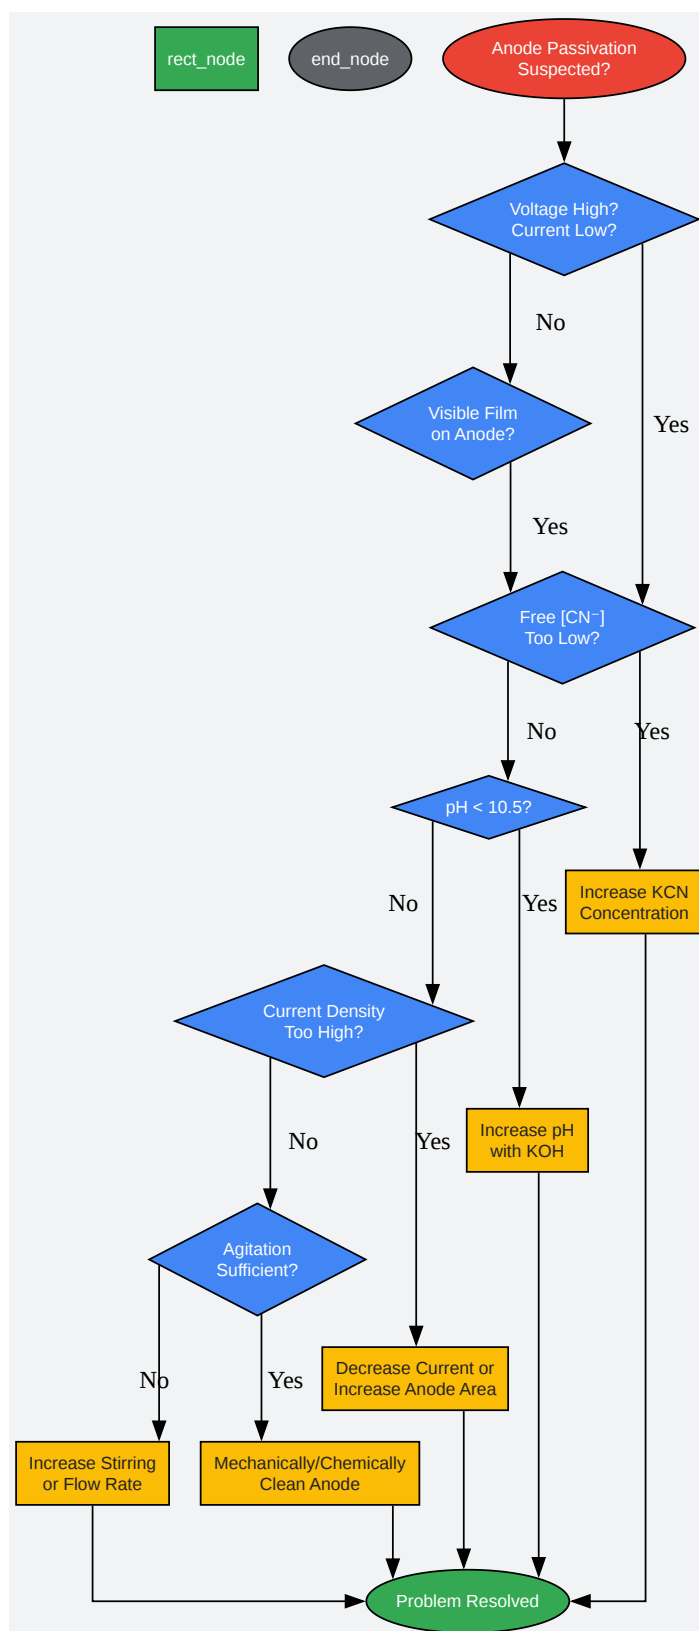 rect_node
end_node
Anode Passivation
Suspected?
Voltage High?
Current Low?
No
Visible Film
on Anode?
Yes
Yes
Free [CN⁻]
Too Low?
No
Yes
pH < 10.5?
Increase KCN
Concentration
No
Yes
Current Density
Too High?
Increase pH
with KOH
No
Yes
Agitation
Sufficient?
Decrease Current or
Increase Anode Area
No
Yes
Increase Stirring
or Flow Rate
Mechanically/Chemically
Clean Anode
Problem Resolved